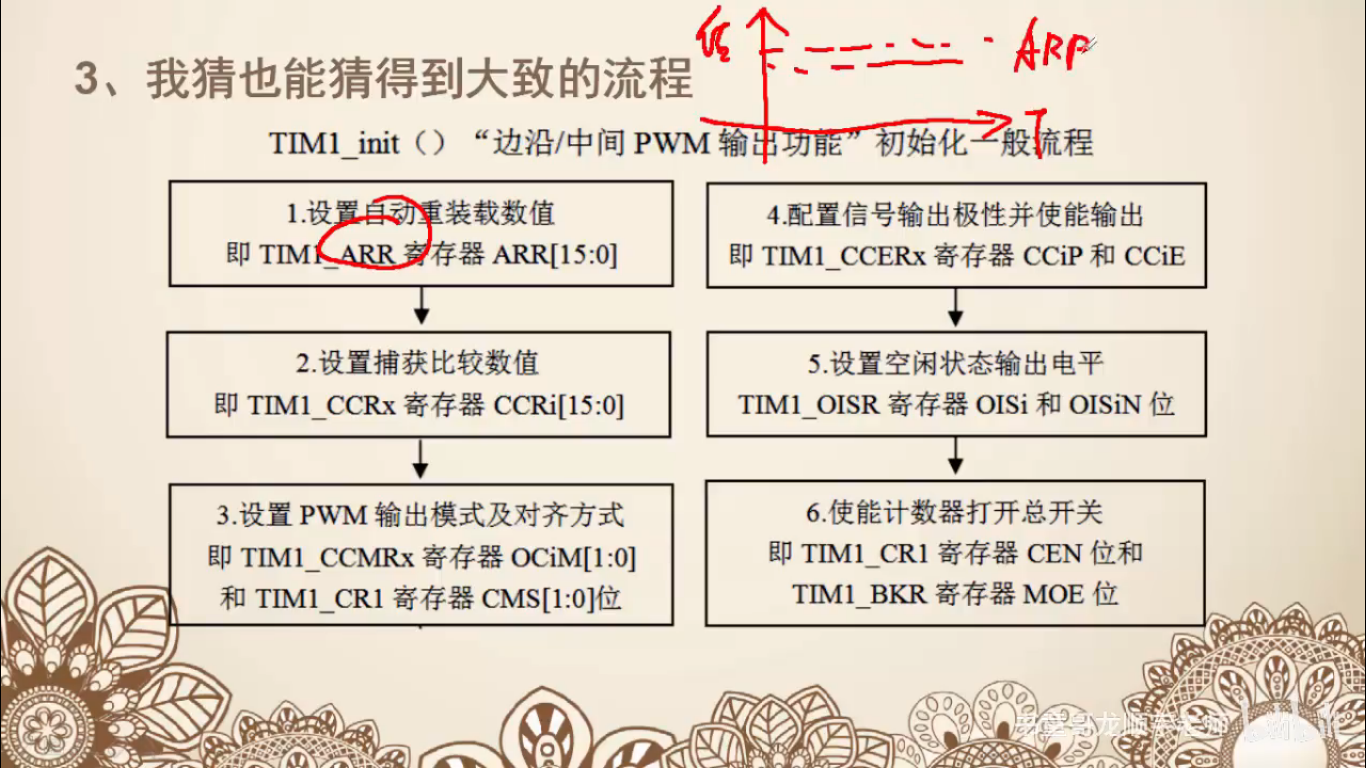 3、我猜也能猜得到大致的流程
值
ARR
T
TIM1_init（）“边沿/中间 PWM 输出功能”初始化一般流程
1.设置自动重装载数值
即 TIM1_ARR 寄存器 ARR[15:0]
2.设置捕获比较数值
即 TIM1_CCRx 寄存器 CCRi[15:0]
3.设置 PWM 输出模式及对齐方式
即 TIM1_CCMRx 寄存器 OCiM[1:0]
和 TIM1_CR1 寄存器 CMS[1:0]位
4.配置信号输出极性并使能输出
即 TIM1_CCERx 寄存器 CCiP 和 CCiE
5.设置空闲状态输出电平
TIM1_OISR 寄存器 OISi 和 OISiN 位
6.使能计数器打开总开关
即 TIM1_CR1 寄存器 CEN 位和
TIM1_BKR 寄存器 MOE 位